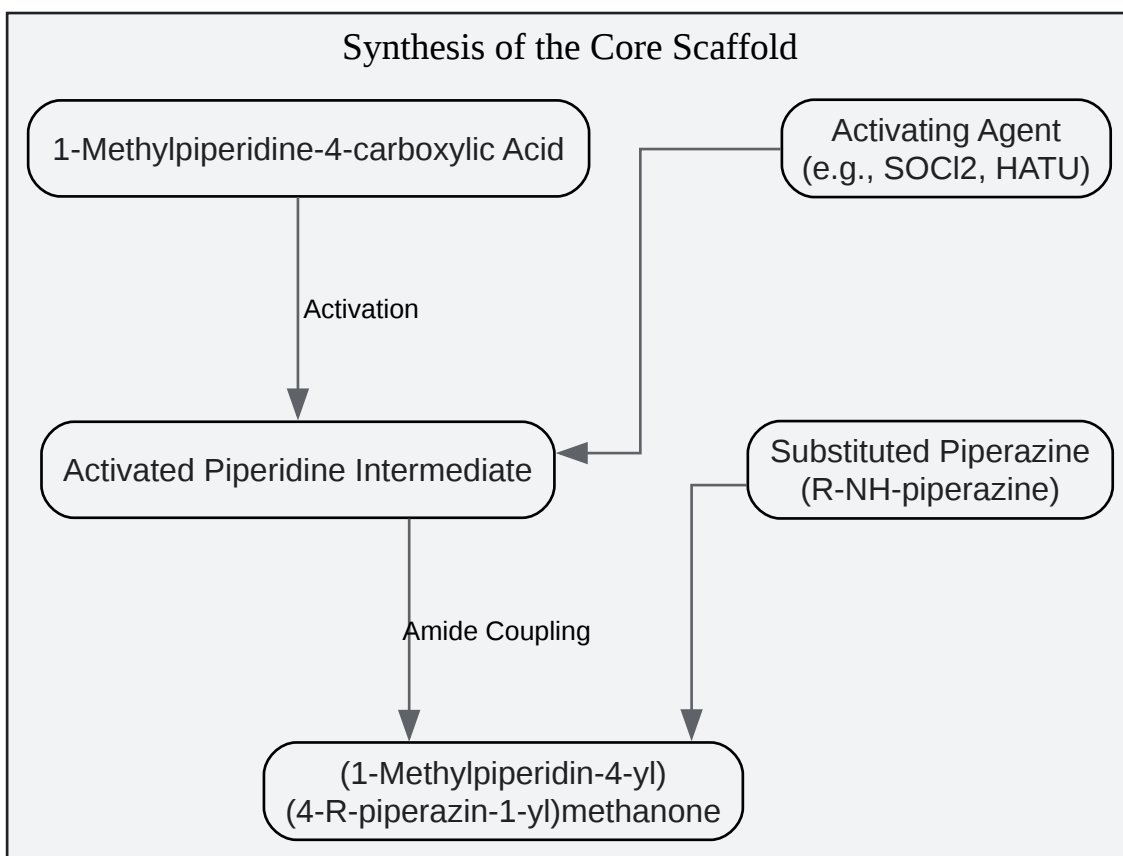 Synthesis of the Core Scaffold
1-Methylpiperidine-4-carboxylic Acid
Activating Agent
(e.g., SOCl2, HATU)
Activation
Activated Piperidine Intermediate
Substituted Piperazine
(R-NH-piperazine)
Amide Coupling
(1-Methylpiperidin-4-yl)
(4-R-piperazin-1-yl)methanone